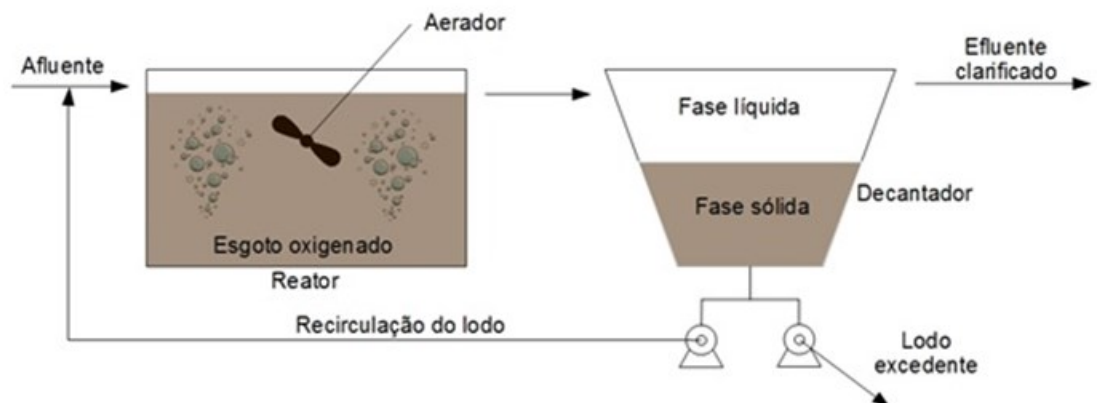 Aerador
Afluente
Efluente
clarificado
Fase líquida
Fase sólida
Decantador
Esgoto oxigenado
Reator
Recirculação do lodo
Lodo
excedente